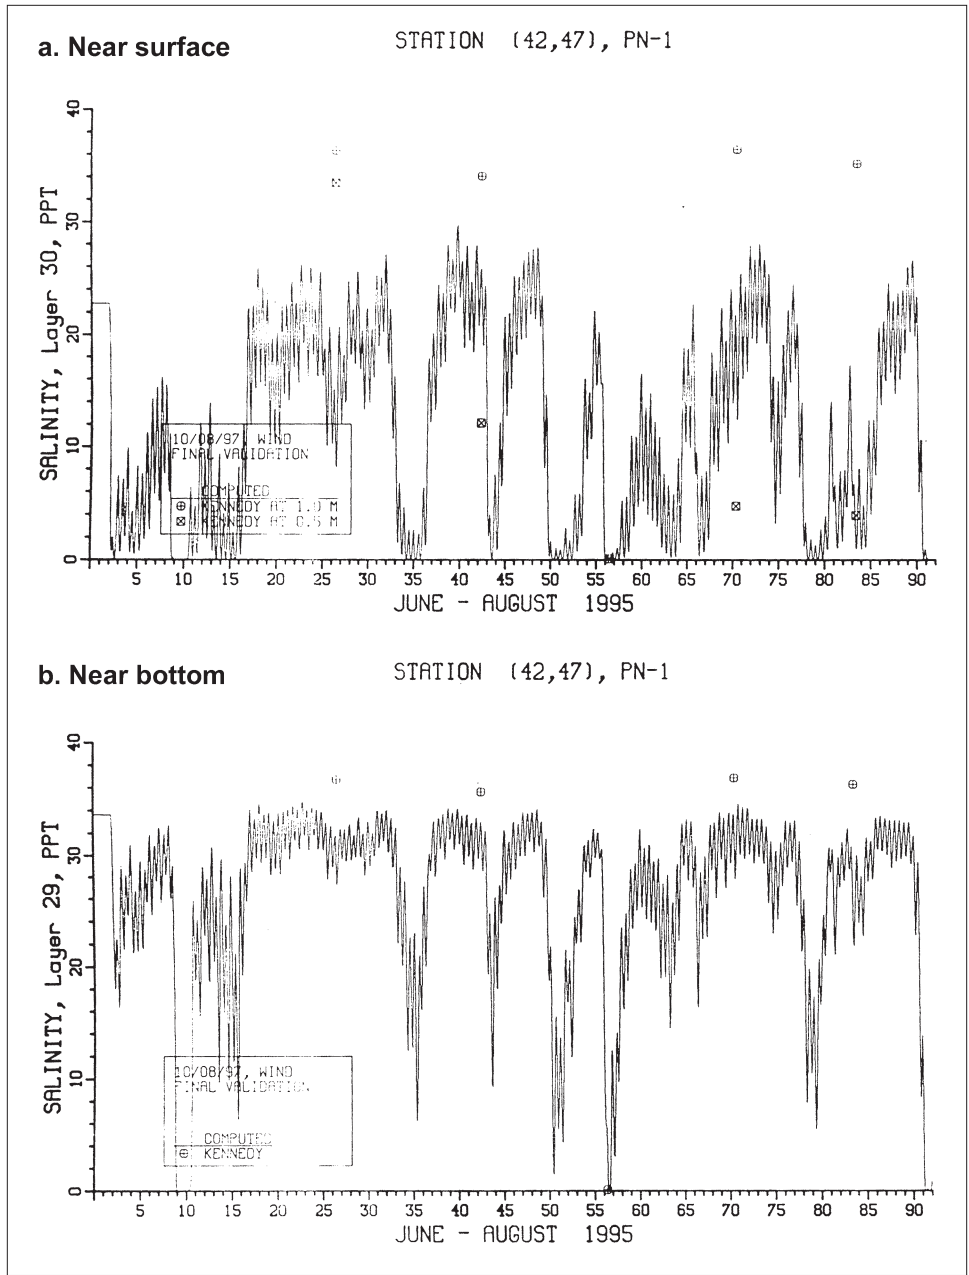 a. Near surface
STATION (42,47), PN-1
40
30
20
10
0
SALINITY, Layer 30, PPT
10/08/97, WIND
FINAL VALIDATION
COMPUTED
KENNEDY AT 1.0 M
KENNEDY AT 0.5 M
5 10 15 20 25 30 35 40 45 50 55 60 65 70 75 80 85 90
JUNE - AUGUST 1995
b. Near bottom
STATION (42,47), PN-1
40
30
20
10
0
SALINITY, Layer 29, PPT
10/08/97, WIND
FINAL VALIDATION
COMPUTED
KENNEDY
5 10 15 20 25 30 35 40 45 50 55 60 65 70 75 80 85 90
JUNE - AUGUST 1995